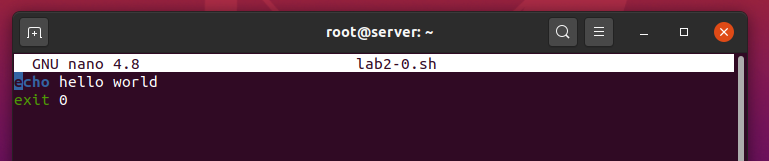 root@server: ~
GNU nano 4.8 lab2-0.sh
echo hello world
exit 0